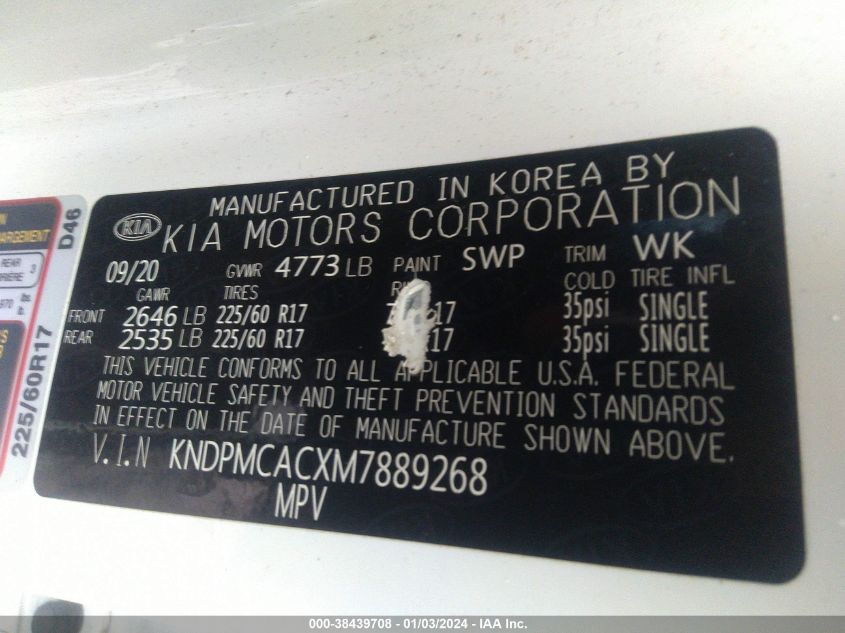 MANUFACTURED IN KOREA BY
KIA KIA MOTORS CORPORATION
09/20 GVWR 4773 LB PAINT SWP TRIM WK
GAWR TIRES COLD TIRE INFL
FRONT 2646 LB 225/60 R17 35psi SINGLE
REAR 2535 LB 225/60 R17 35psi SINGLE
THIS VEHICLE CONFORMS TO ALL APPLICABLE U.S.A. FEDERAL
MOTOR VEHICLE SAFETY AND THEFT PREVENTION STANDARDS
IN EFFECT ON THE DATE OF MANUFACTURE SHOWN ABOVE.
V.I.N KNDPMCACXM7889268
MPV
D46
225/60R17
REAR 3
000-38439708 - 01/03/2024 - IAA Inc.